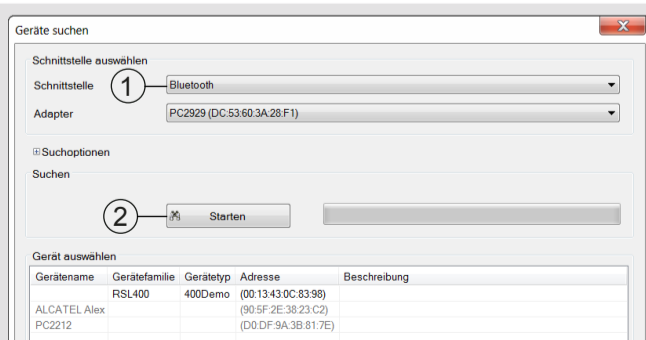 Geräte suchen
Schnittstelle auswählen
Schnittstelle 1 Bluetooth
Adapter PC2929 (DC:53:60:3A:28:F1)
Suchoptionen
Suchen
2 Starten
Gerät auswählen
Gerätename Gerätefamilie Gerätetyp Adresse Beschreibung
RSL400 400Demo (00:13:43:0C:83:98)
ALCATEL Alex (90:5F:2E:38:23:C2)
PC2212 (D0:DF:9A:3B:81:7E)